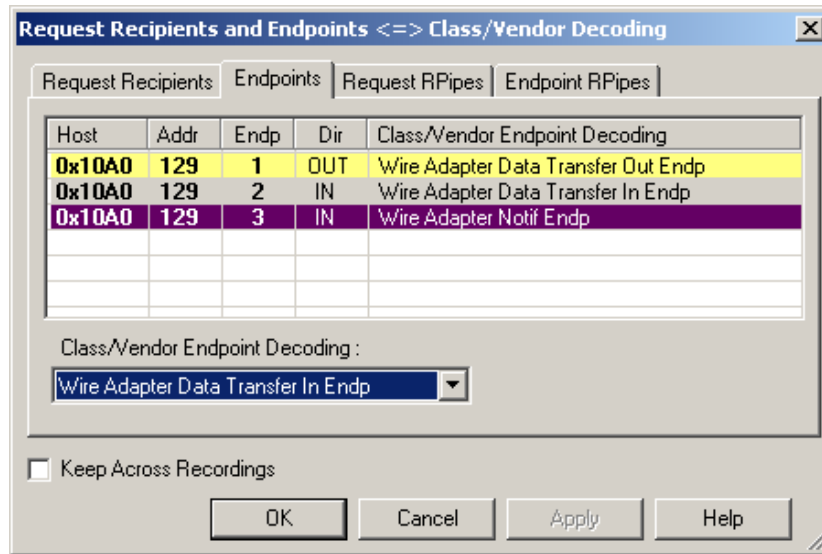 Request Recipients and Endpoints <=> Class/Vendor Decoding
Request Recipients Endpoints Request RPipes Endpoint RPipes
Host Addr Endp Dir Class/Vendor Endpoint Decoding
0x10A0 129 1 OUT Wire Adapter Data Transfer Out Endp
0x10A0 129 2 IN Wire Adapter Data Transfer In Endp
0x10A0 129 3 IN Wire Adapter Notif Endp
Class/Vendor Endpoint Decoding :
Wire Adapter Data Transfer In Endp
Keep Across Recordings
OK Cancel Apply Help